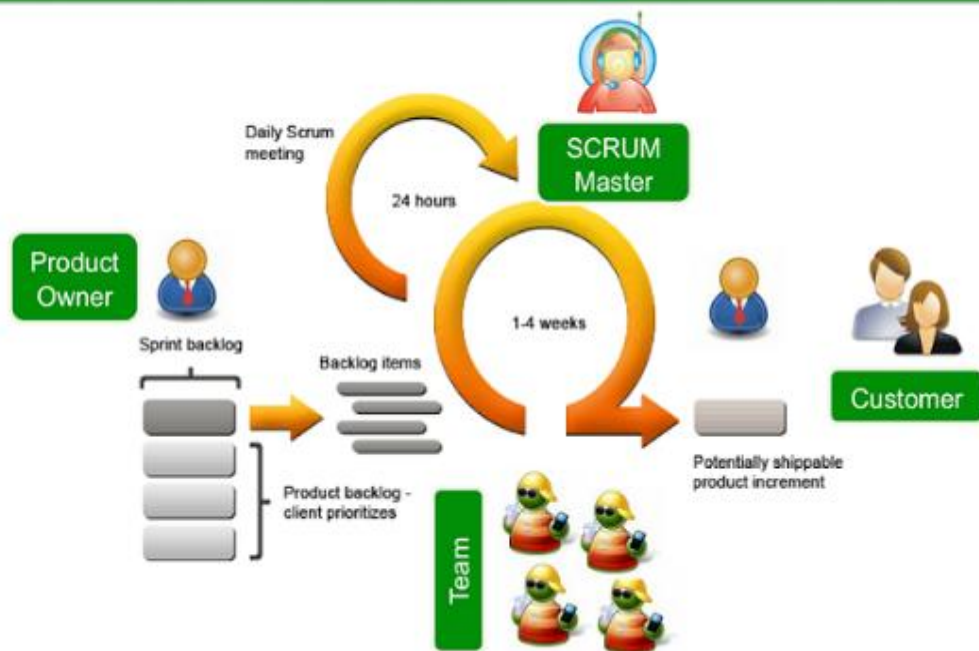 SCRUM
Master
Daily Scrum
meeting
24 hours
Product
Owner
1-4 weeks
Sprint backlog
Backlog items
Customer
Potentially shippable
product increment
Product backlog -
client prioritizes
Team